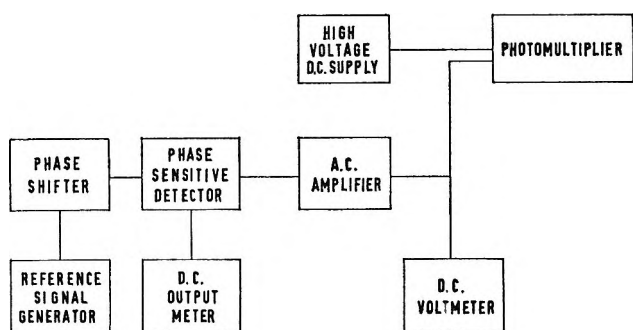 HIGH
VOLTAGE
D.C. SUPPLY
PHOTOMULTIPLIER
PHASE
SHIFTER
PHASE
SENSITIVE
DETECTOR
A.C.
AMPLIFIER
REFERENCE
SIGNAL
GENERATOR
D.C.
OUTPUT
METER
D.C.
VOLTMETER